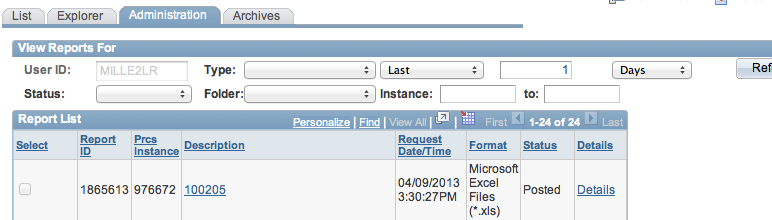 List Explorer Administration Archives
View Reports For
User ID: MILLE2LR Type: Last 1 Days
Status: Folder: Instance: to:
Report List Personalize | Find | View All | | First 1-24 of 24 Last
Select Report ID Prcs Instance Description Request Date/Time Format Status Details
1865613 976672 100205 04/09/2013 3:30:27PM Microsoft Excel Files (*.xls) Posted Details